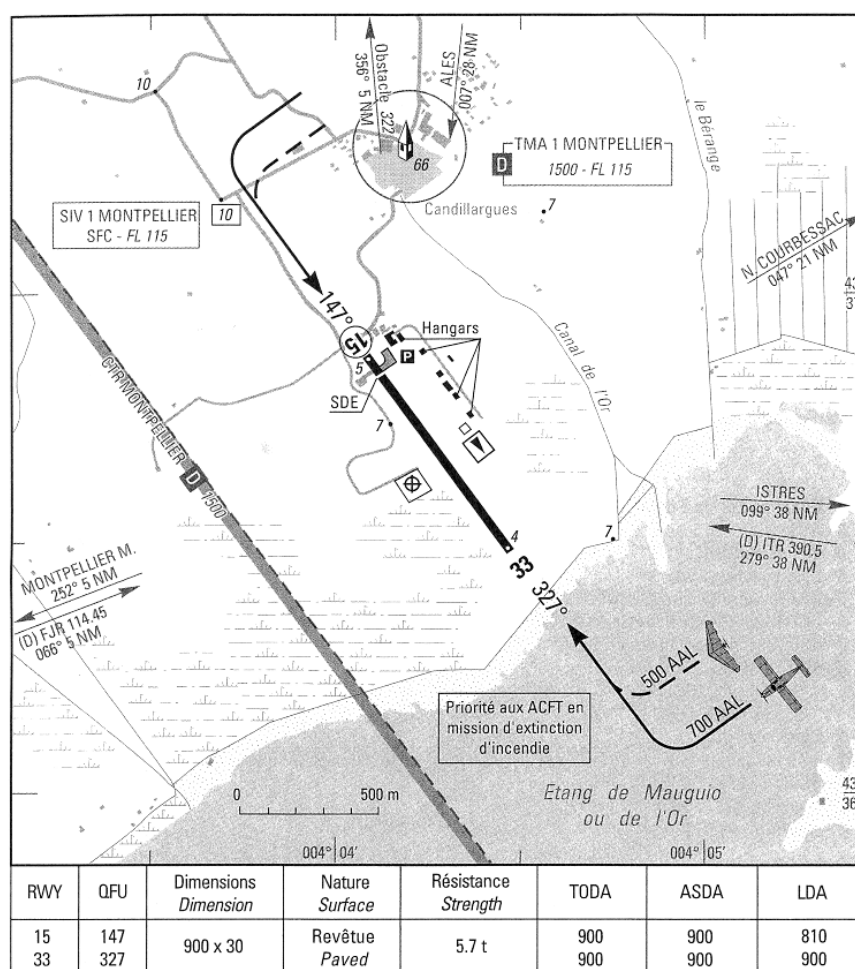 10
Obstacle 322
356° 5 NM
ALES
007° 28 NM
le Bérange
66
D
TMA 1 MONTPELLIER
1500 - FL 115
SIV 1 MONTPELLIER
SFC - FL 115
10
Candillargues
7
N. COURBESSAC
047° 21 NM
43
147°
15
5
Hangars
P
SDE
Canal de l'Or
7
CTR MONTPELLIER
D
1500
4
33
7
ISTRES
099° 38 NM
(D) ITR 390.5
279° 38 NM
MONTPELLIER M.
252° 5 NM
(D) FJR 114.45
066° 5 NM
327°
500 AAL
700 AAL
Priorité aux ACFT en
mission d'extinction
d'incendie
0 500 m
Etang de Mauguio
ou de l'Or
43
36
004° 04' 004° 05'
RWY QFU Dimensions Nature Résistance TODA ASDA LDA
Dimension Surface Strength
15 147 900 x 30 Revêtue 5.7 t 900 900 810
33 327 Paved 900 900 900